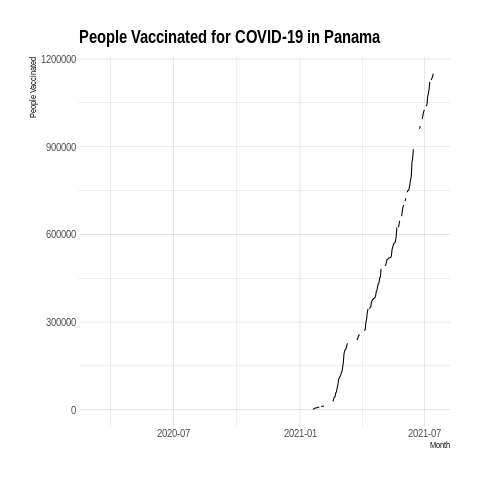 People Vaccinated for COVID-19 in Panama
People Vaccinated
1200000
900000
600000
300000
0
2020-07
2021-01
2021-07
Month